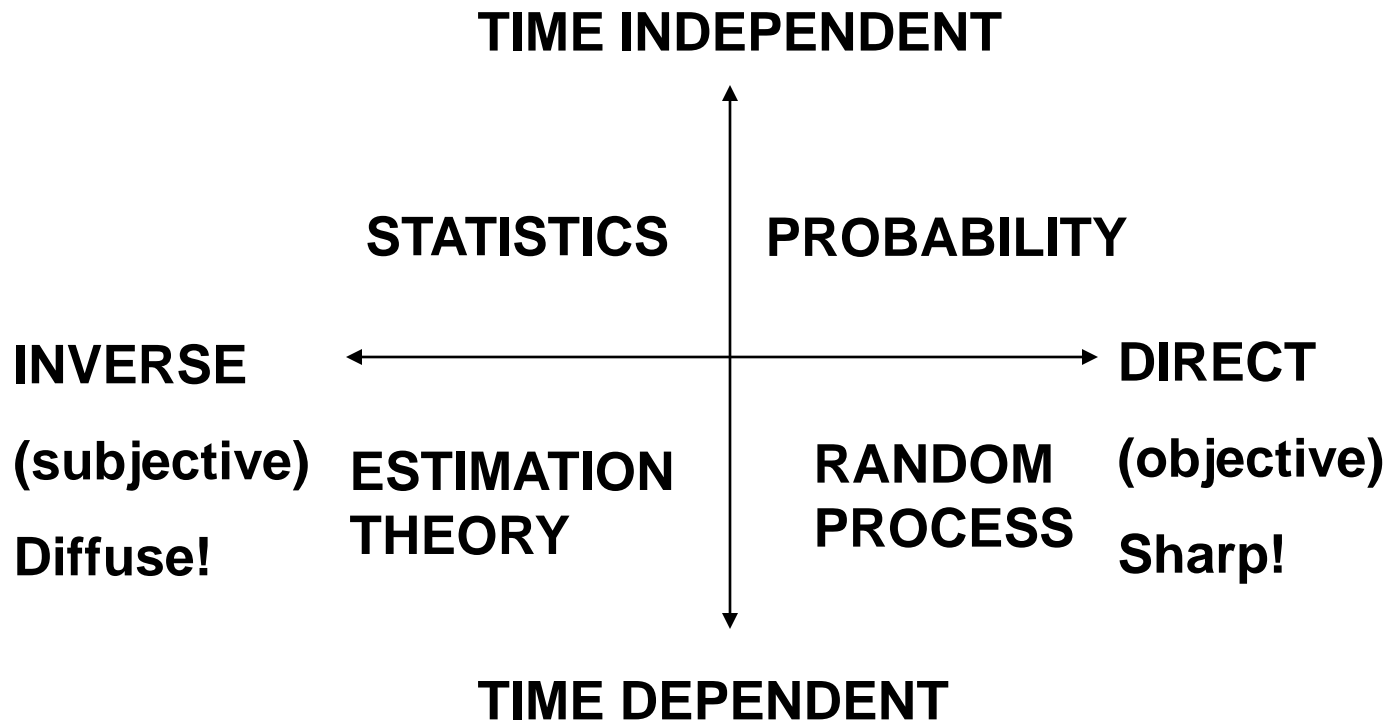 TIME INDEPENDENT
STATISTICS
PROBABILITY
INVERSE
(subjective)
Diffuse!
DIRECT
(objective)
Sharp!
ESTIMATION
THEORY
RANDOM
PROCESS
TIME DEPENDENT